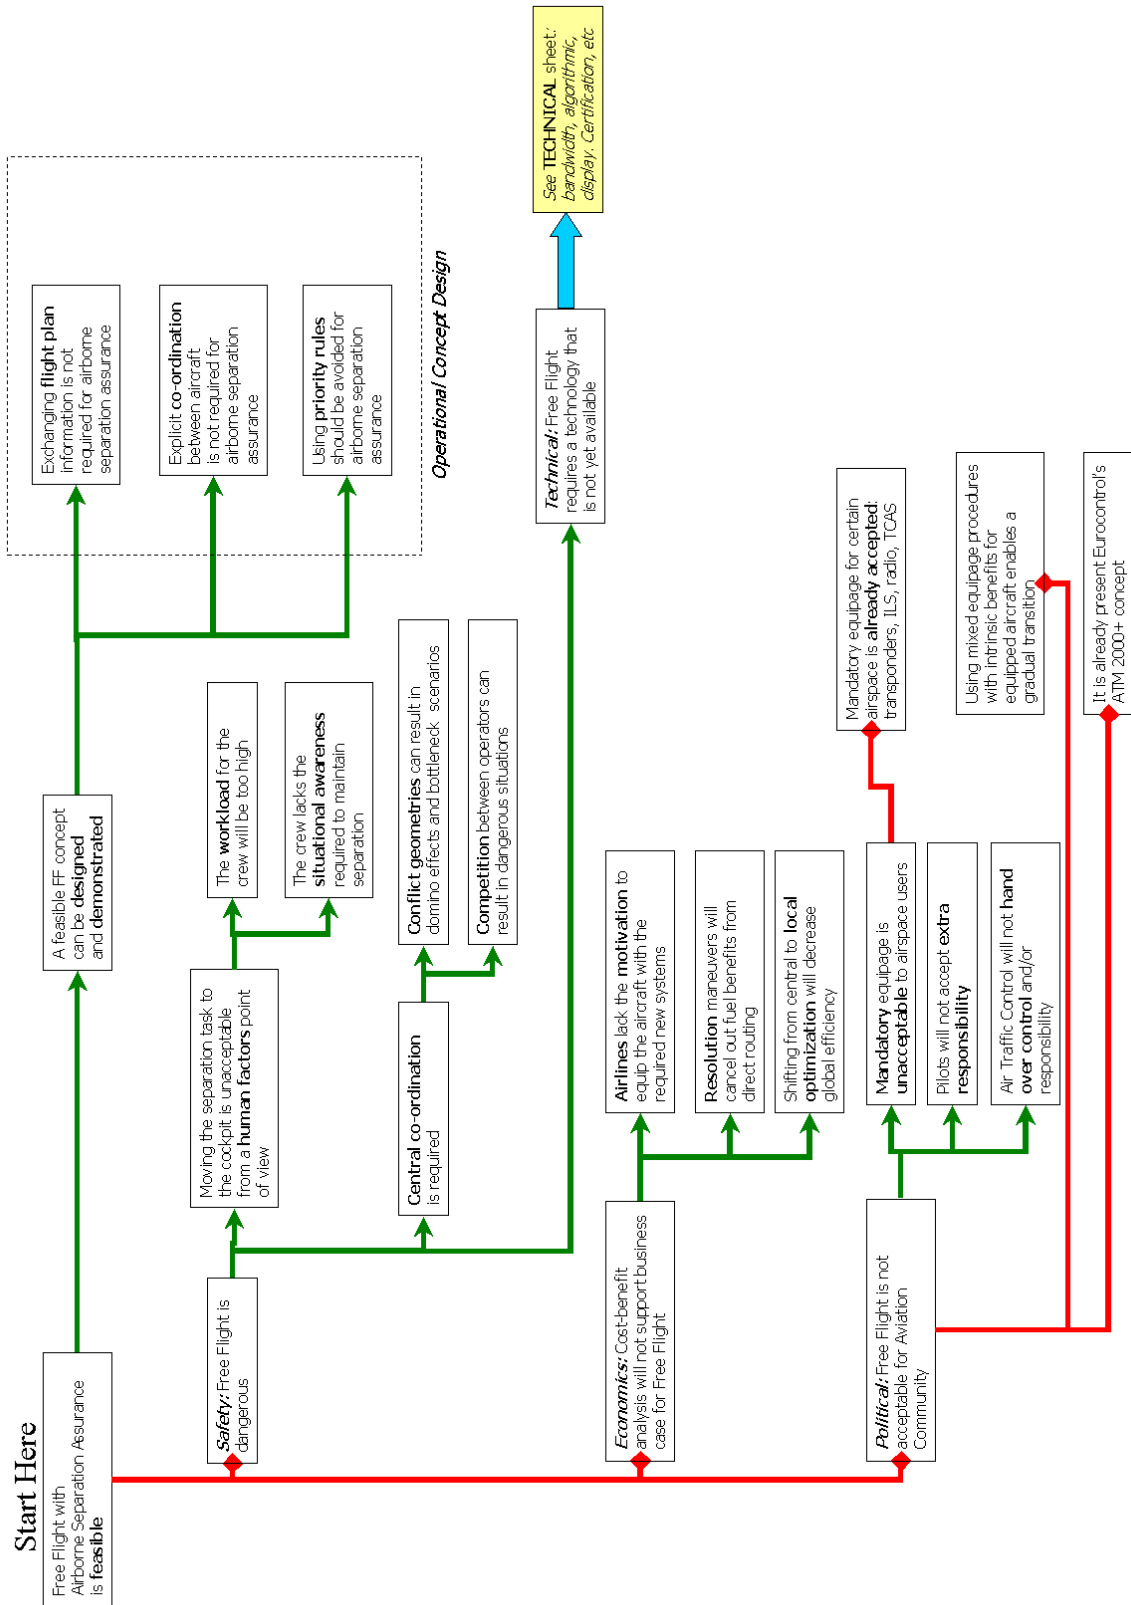 Start Here
Free Flight with
Airborne Separation Assurance
is feasible
A feasible FF concept
can be designed
and demonstrated
Exchanging flight plan
information is not
required for airborne
separation assurance
Explicit co-ordination
between aircraft
is not required for
airborne separation
assurance
Using priority rules
should be avoided for
airborne separation
assurance
Operational Concept Design
Safety: Free Flight is
dangerous
Moving the separation task to
the cockpit is unacceptable
from a human factors point
of view
The workload for the
crew will be too high
The crew lacks the
situational awareness
required to maintain
separation
Central co-ordination
is required
Conflict geometries can result in
domino effects and bottleneck scenarios
Competition between operators can
result in dangerous situations
Technical: Free Flight
requires a technology that
is not yet available
See TECHNICAL sheet:
bandwidth, algorithmic,
display. Certification, etc
Economics: Cost-benefit
analysis will not support business
case for Free Flight
Airlines lack the motivation to
equip the aircraft with the
required new systems
Resolution maneuvers will
cancel out fuel benefits from
direct routing
Shifting from central to local
optimization will decrease
global efficiency
Political: Free Flight is not
acceptable for Aviation
Community
Mandatory equipage is
unacceptable to airspace users
Pilots will not accept extra
responsibility
Air Traffic Control will not hand
over control and/or
responsibility
Mandatory equipage for certain
airspace is already accepted:
transponders, ILS, radio, TCAS
Using mixed equipage procedures
with intrinsic benefits for
equipped aircraft enables a
gradual transition
It is already present Eurocontrol's
ATM 2000+ concept